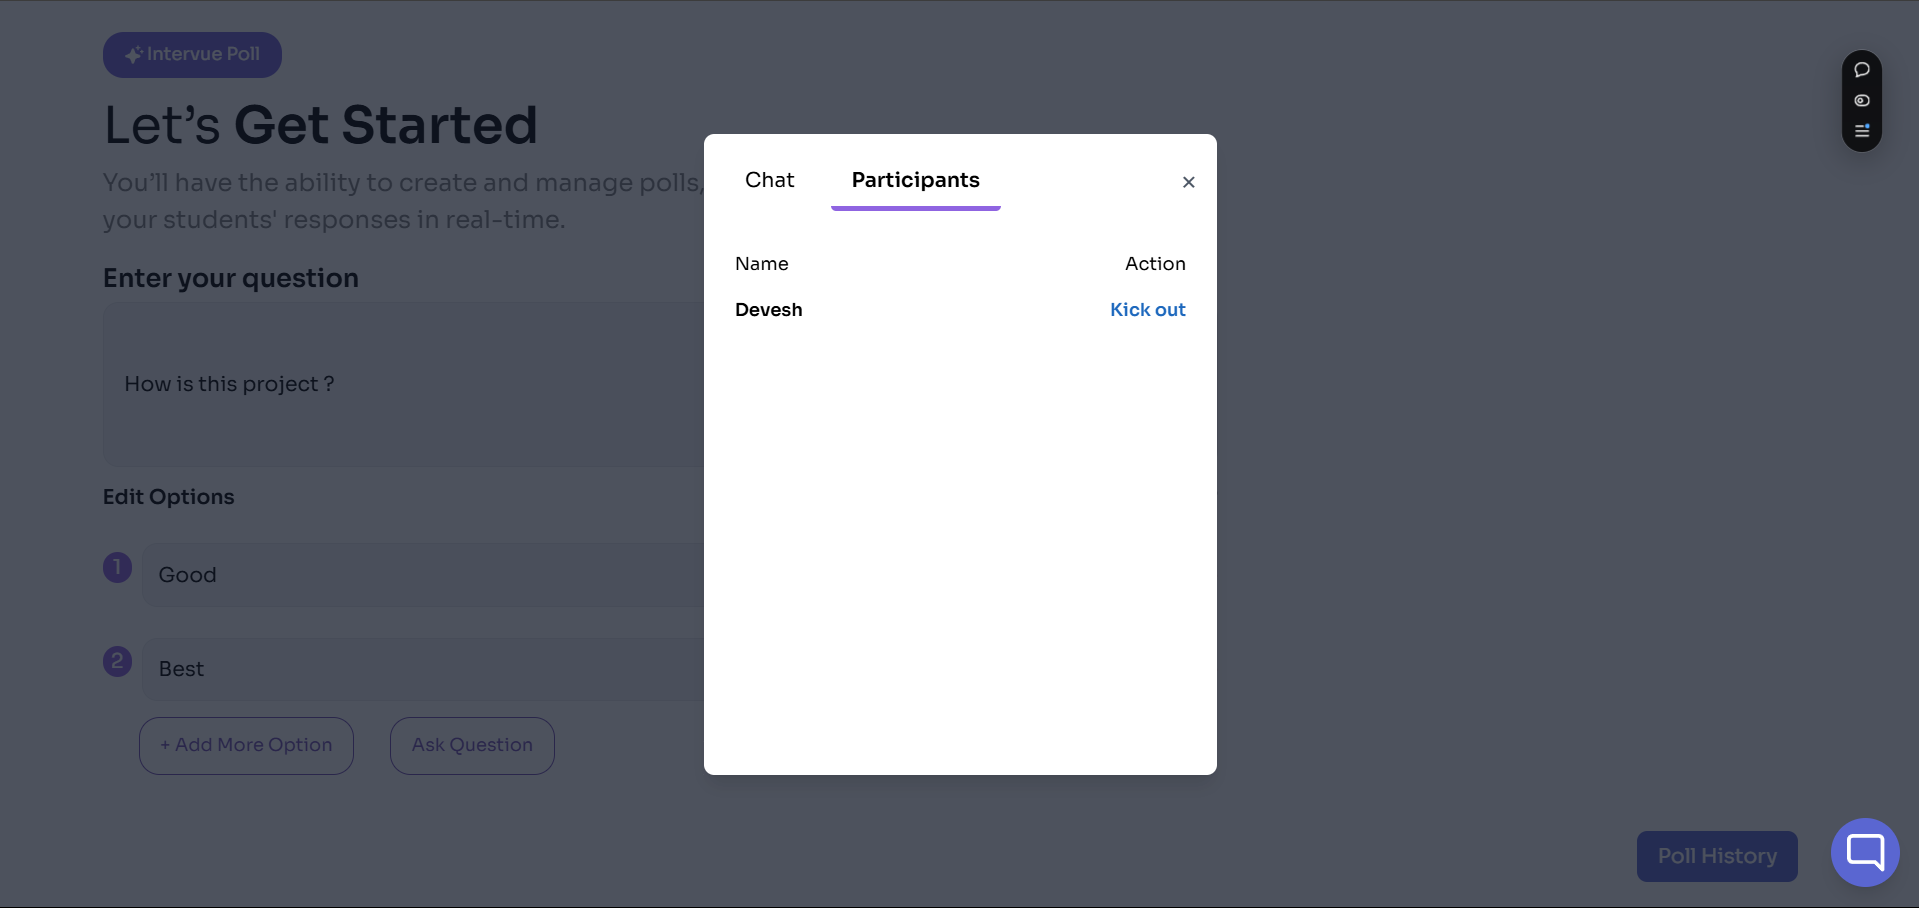 Intervue Poll
Let’s Get Started
You’ll have the ability to create and manage polls,
your students' responses in real-time.
Enter your question
How is this project ?
Edit Options
1
Good
2
Best
+ Add More Option
Ask Question
Chat
Participants
×
Name
Action
Devesh
Kick out
Poll History